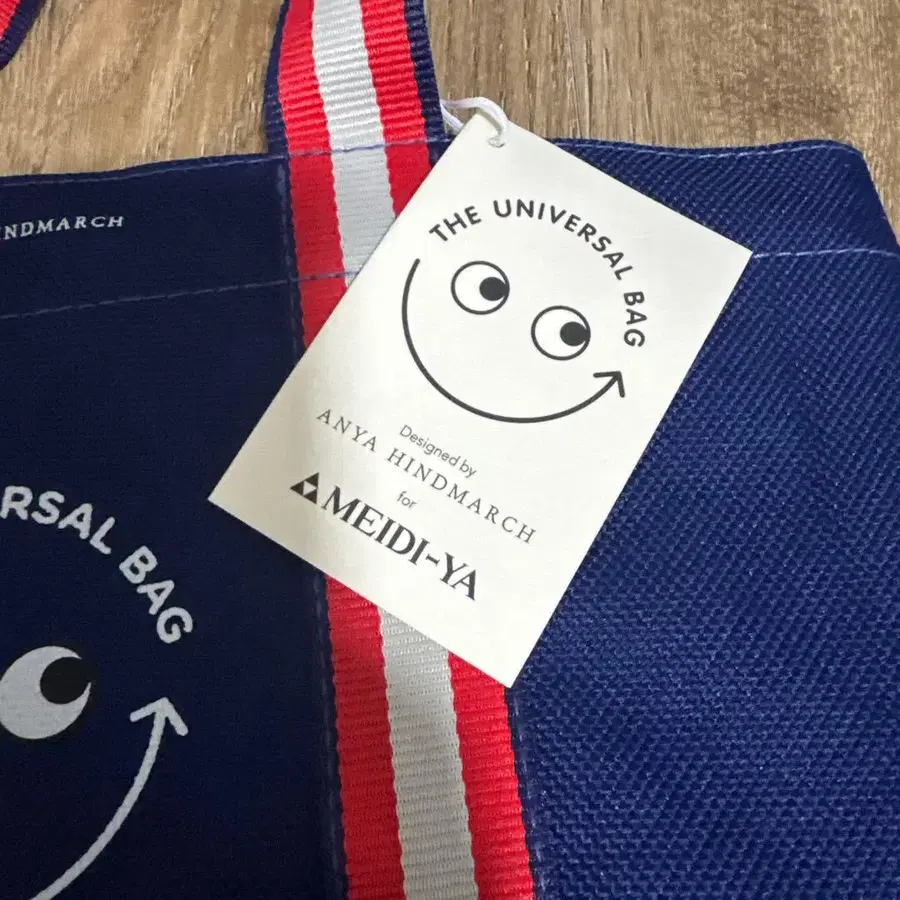 THE UNIVERSAL BAG
Designed by
ANYA HINDMARCH
for
MEIDI-YA
NDMARCH
RSAL BAG